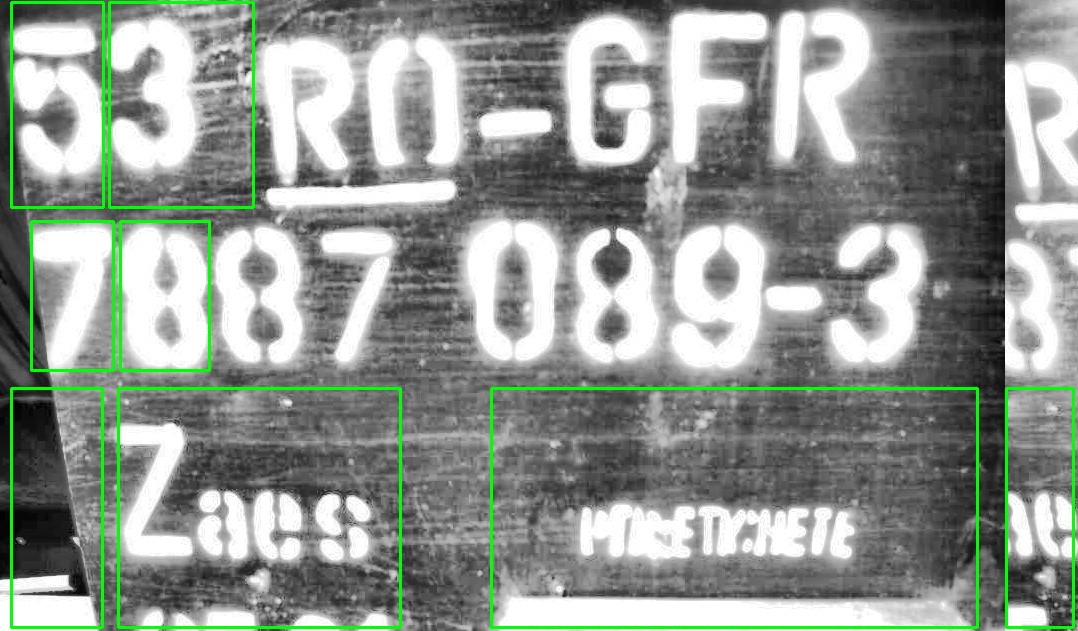 53 RO-GFR
7887 089-3
Zaes